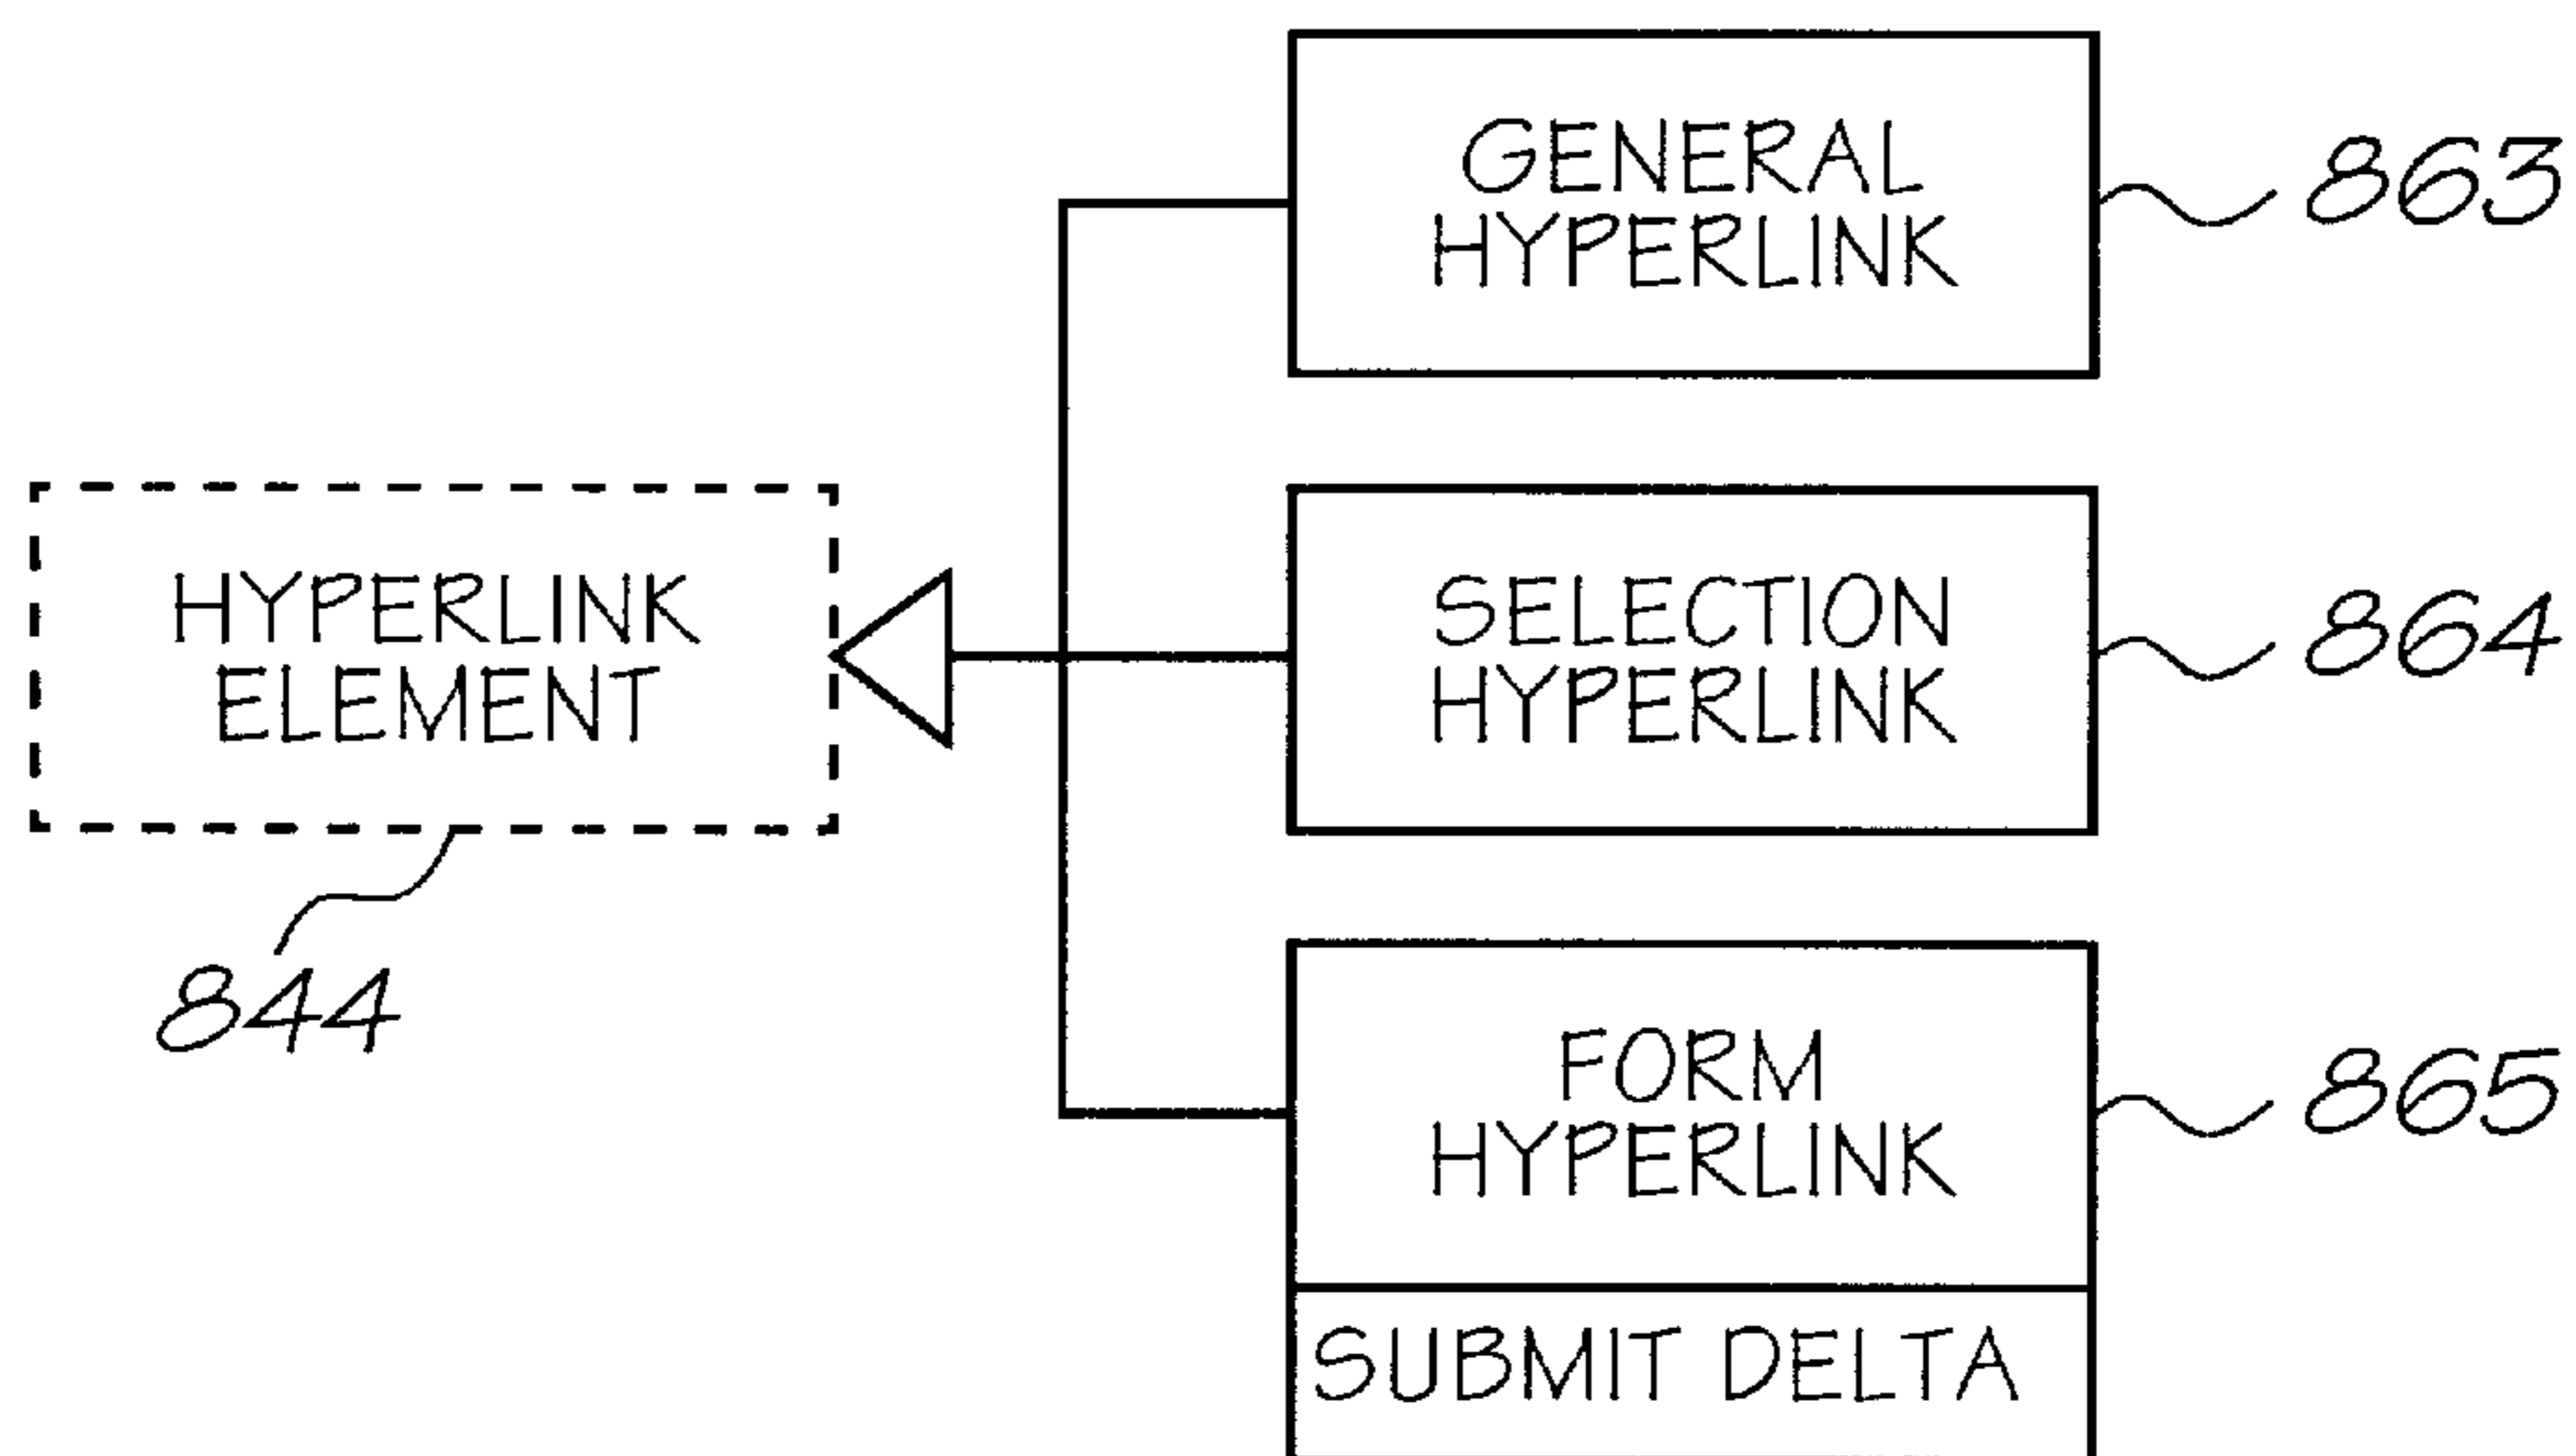 GENERAL
HYPERLINK
863
HYPERLINK
ELEMENT
844
SELECTION
HYPERLINK
864
FORM
HYPERLINK
865
SUBMIT DELTA